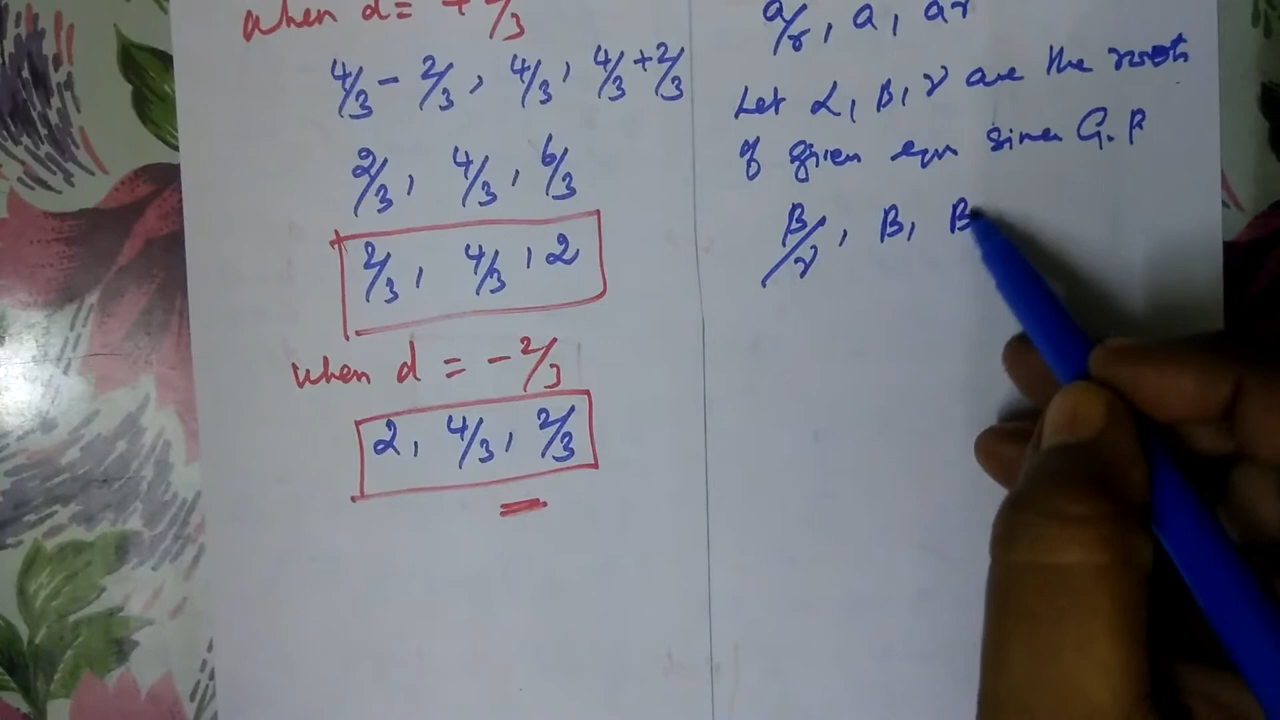 when d = + 2/3
4/3 - 2/3, 4/3, 4/3 + 2/3
2/3, 4/3, 6/3
2/3, 4/3, 2
when d = - 2/3
2, 4/3, 2/3
a/r, a, ar
Let α, β, γ are the roots
of given eqn since G.P
β/γ, β, β